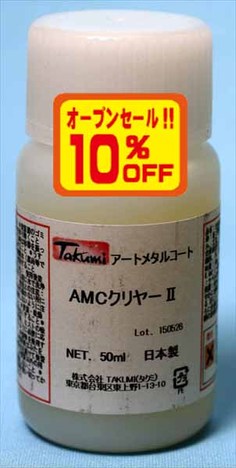 オープンセール!!
10%
OFF
Takumi アートメタルコート
AMCクリヤーⅡ
Lot. 150526
NET. 50ml 日本製
株式会社 TAKUMI(タクミ)
東京都台東区東上野1-13-10